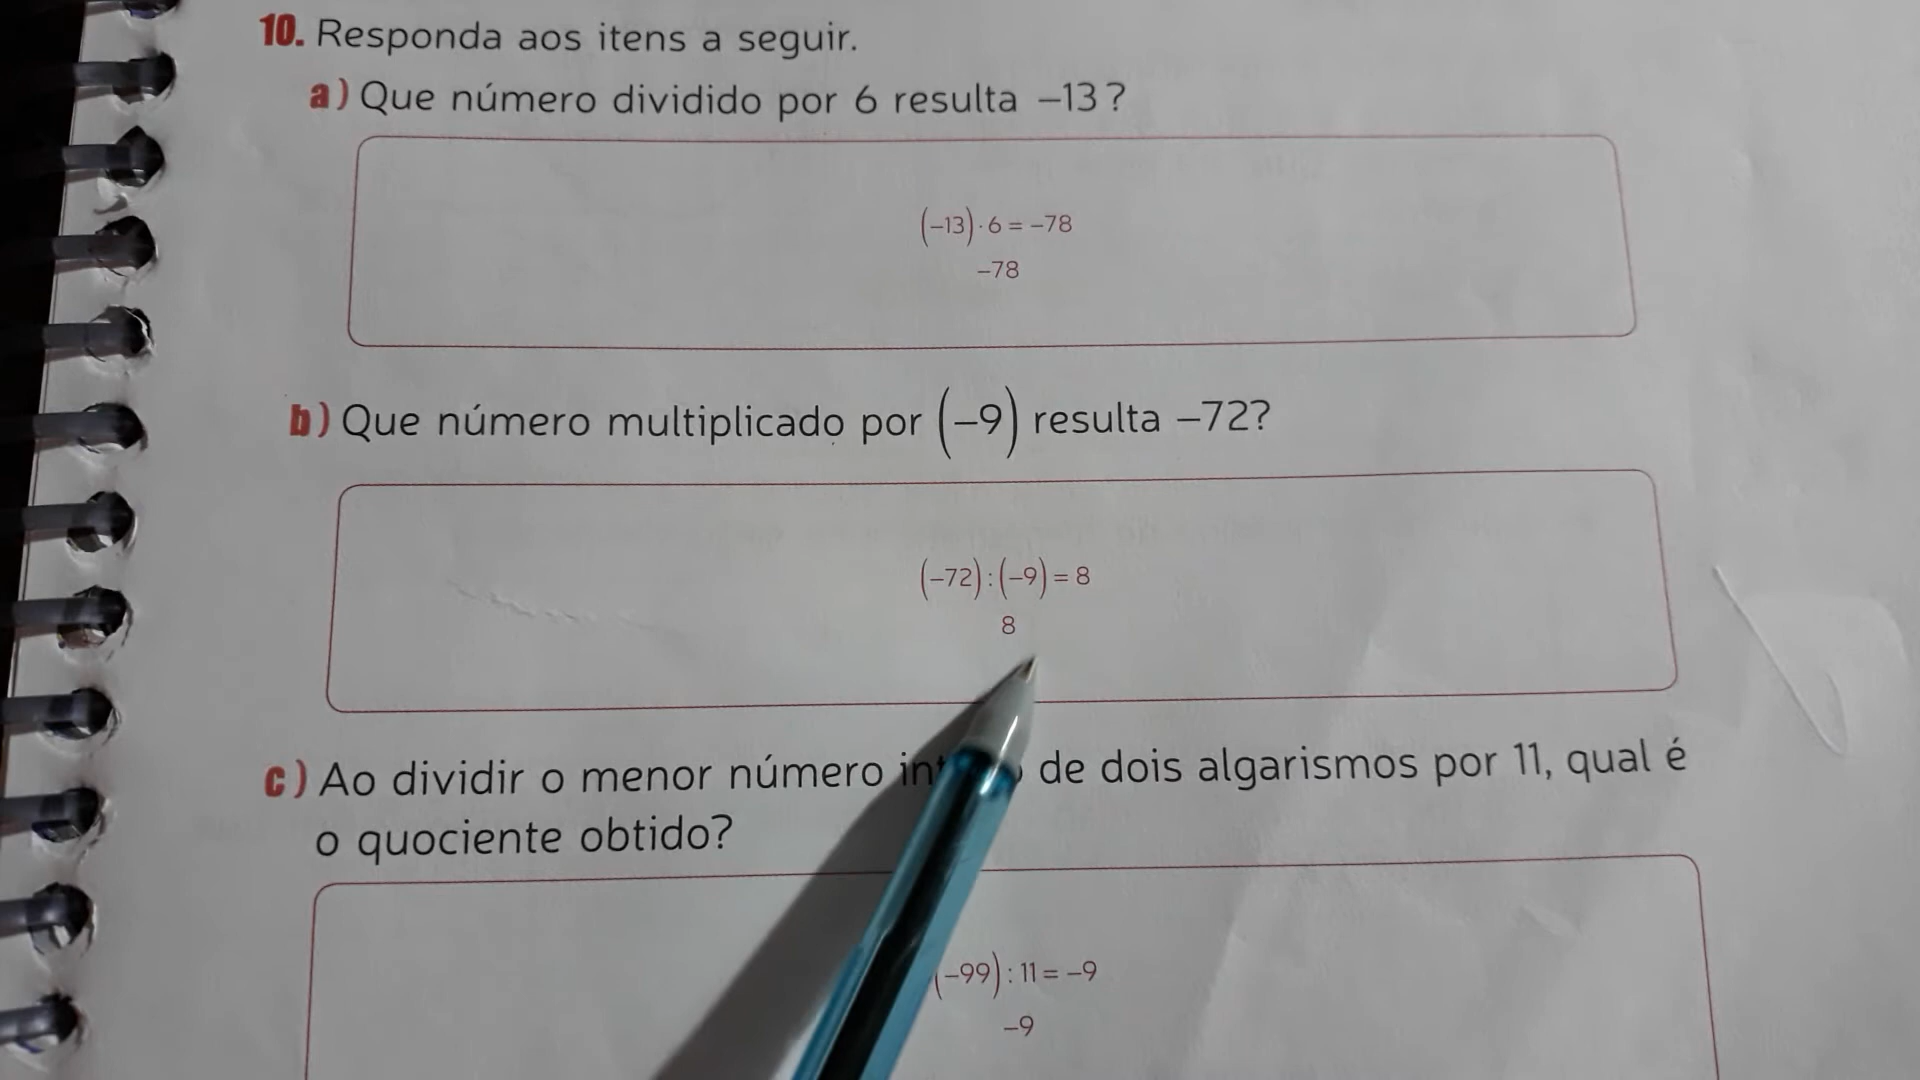 10. Responda aos itens a seguir.
a) Que número dividido por 6 resulta –13?
(–13) · 6 = –78
–78
b) Que número multiplicado por (–9) resulta –72?
(–72) : (–9) = 8
8
c) Ao dividir o menor número de dois algarismos por 11, qual é
o quociente obtido?
(–99) : 11 = –9
–9